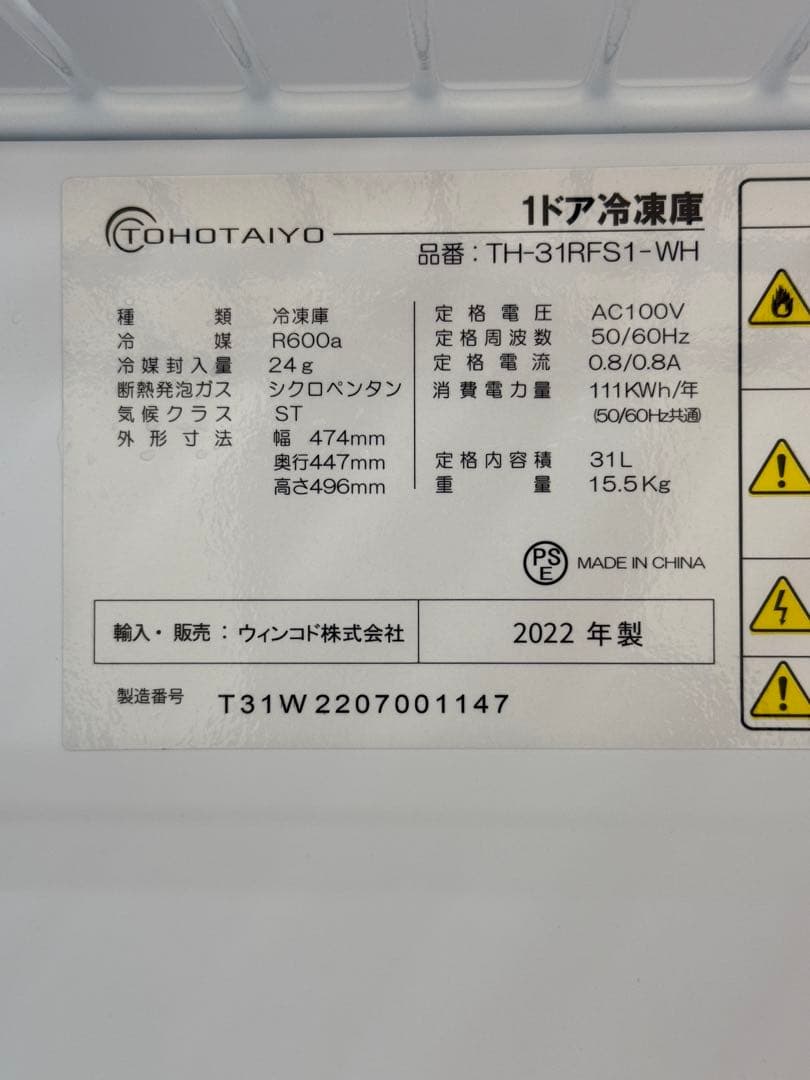 TOHOTAIYO
1ドア冷凍庫
品番：TH-31RFS1-WH
種類 冷凍庫
冷媒 R600a
冷媒封入量 24g
断熱発泡ガス シクロペンタン
気候クラス ST
外形寸法 幅 474mm
奥行447mm
高さ496mm
定格電圧 AC100V
定格周波数 50/60Hz
定格電流 0.8/0.8A
消費電力量 111KWh/年
(50/60Hz共通)
定格内容積 31L
重量 15.5Kg
PSE MADE IN CHINA
輸入・販売：ウィンコド株式会社
2022年製
製造番号 T31W2207001147